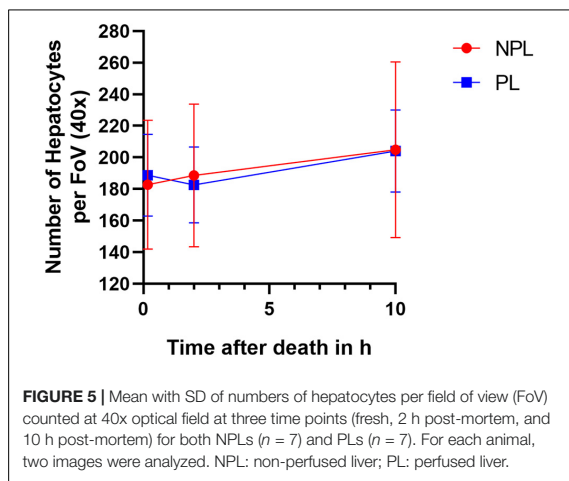 280
260
240
220
200
180
160
140
120
Number of Hepatocytes
per FoV (40x)
0
5
10
Time after death in h
NPL
PL
FIGURE 5 | Mean with SD of numbers of hepatocytes per field of view (FoV)
counted at 40x optical field at three time points (fresh, 2 h post-mortem, and
10 h post-mortem) for both NPLs (n = 7) and PLs (n = 7). For each animal,
two images were analyzed. NPL: non-perfused liver; PL: perfused liver.